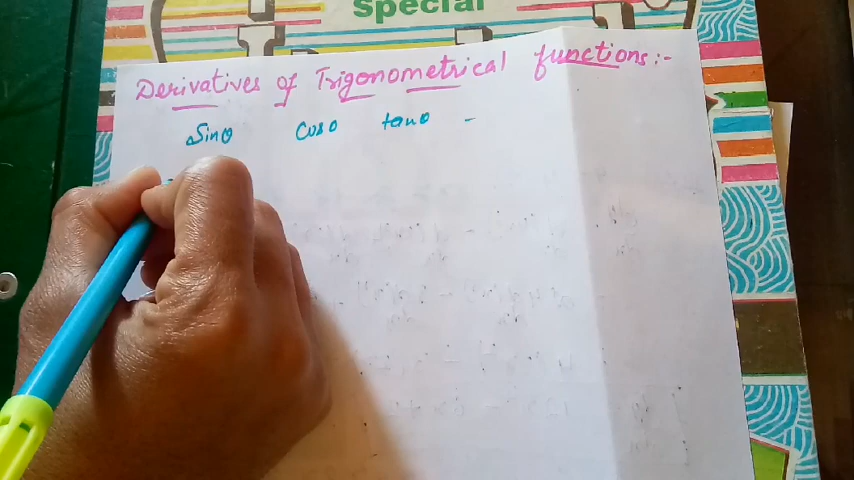 Special
Derivatives of Trigonometrical functions:-
Sinθ Cosθ tanθ -